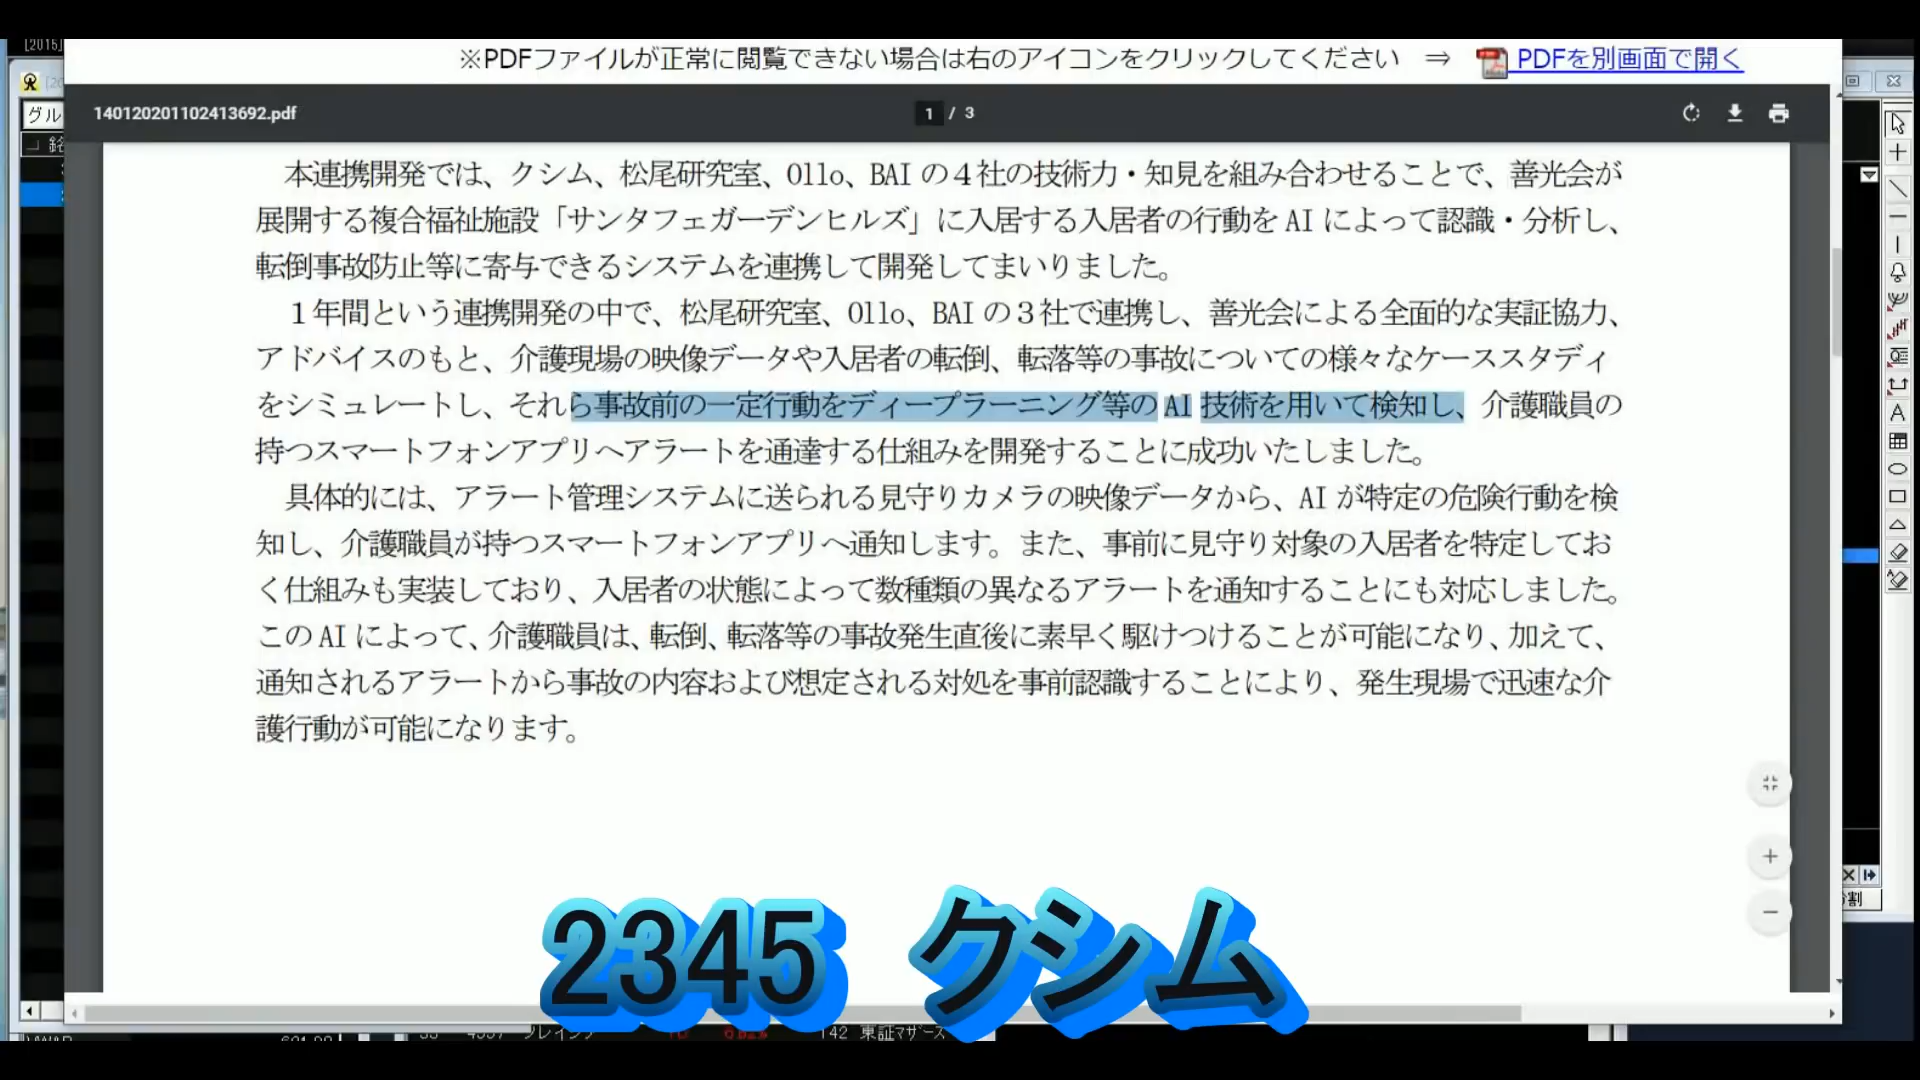 [2015]
※PDFファイルが正常に閲覧できない場合は右のアイコンをクリックしてください ⇒ PDFを別画面で開く
グル
140120201102413692.pdf
1 / 3
銘
本連携開発では、クシム、松尾研究室、Ollo、BAI の４社の技術力・知見を組み合わせることで、善光会が
展開する複合福祉施設「サンタフェガーデンヒルズ」に入居する入居者の行動を AI によって認識・分析し、
転倒事故防止等に寄与できるシステムを連携して開発してまいりました。
１年間という連携開発の中で、松尾研究室、Ollo、BAI の３社で連携し、善光会による全面的な実証協力、
アドバイスのもと、介護現場の映像データや入居者の転倒、転落等の事故についての様々なケーススタディ
をシミュレートし、それら事故前の一定行動をディープラーニング等の AI 技術を用いて検知し、介護職員の
持つスマートフォンアプリへアラートを通達する仕組みを開発することに成功いたしました。
具体的には、アラート管理システムに送られる見守りカメラの映像データから、AI が特定の危険行動を検
知し、介護職員が持つスマートフォンアプリへ通知します。また、事前に見守り対象の入居者を特定してお
く仕組みも実装しており、入居者の状態によって数種類の異なるアラートを通知することにも対応しました。
この AI によって、介護職員は、転倒、転落等の事故発生直後に素早く駆けつけることが可能になり、加えて、
通知されるアラートから事故の内容および想定される対処を事前認識することにより、発生現場で迅速な介
護行動が可能になります。
割
2345 クシム
142 東証マザーズ